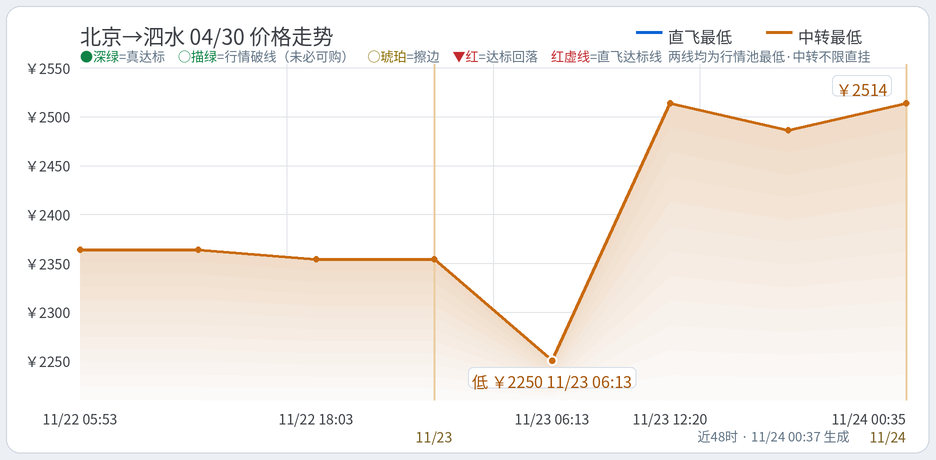 北京→泗水 04/30 价格走势
直飞最低 中转最低
●深绿=真达标 ○描绿=行情破线（未必可购） ○琥珀=擦边 ▼红=达标回落 红虚线=直飞达标线 两线均为行情池最低·中转不限直挂
￥2550
￥2514
￥2500
￥2450
￥2400
￥2350
￥2300
￥2250
低 ￥2250 11/23 06:13
11/22 05:53 11/22 18:03 11/23 06:13 11/23 12:20 11/24 00:35
11/23 近48时 · 11/24 00:37 生成 11/24